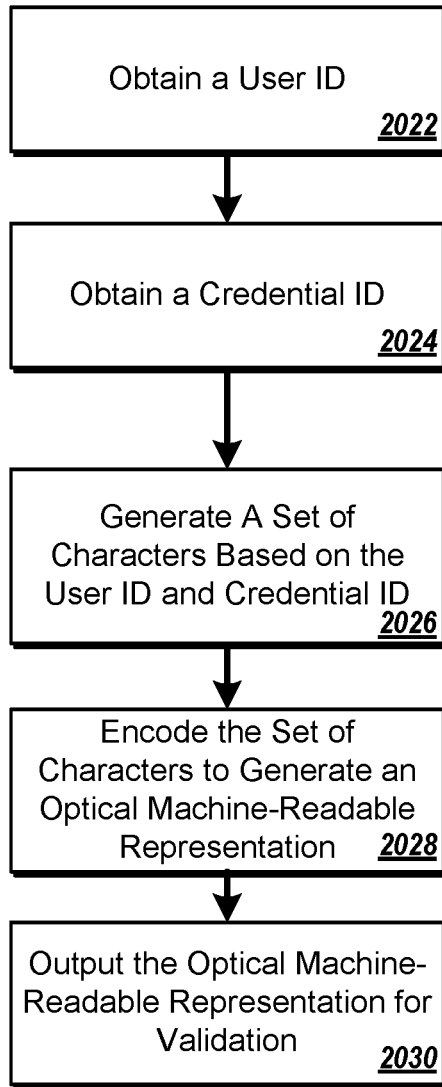 Obtain a User ID
2022
Obtain a Credential ID
2024
Generate A Set of
Characters Based on the
User ID and Credential ID
2026
Encode the Set of
Characters to Generate an
Optical Machine-Readable
Representation 2028
Output the Optical Machine-
Readable Representation for
Validation
2030